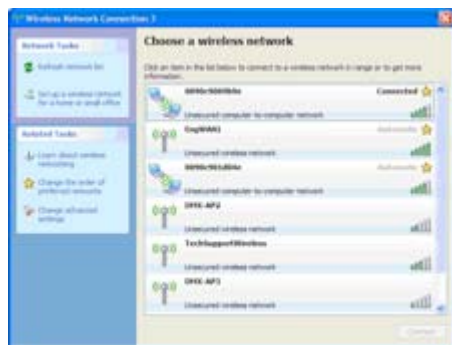 Wireless Network Connection 3
Network Tasks
Refresh network list
Set up a wireless network
for a home or small office
Related Tasks
Learn about wireless
networking
Change the order of
preferred networks
Change advanced
settings
Choose a wireless network
Click an item in the list below to connect to a wireless network in range or to get more
information.
Connected
Unsecured computer-to-computer network
EngWAN1
Automatic
Unsecured wireless network
Automatic
Unsecured computer-to-computer network
DMX-AP2
Unsecured wireless network
TechSupportWireless
Unsecured wireless network
DMX-AP1
Unsecured wireless network
Connect